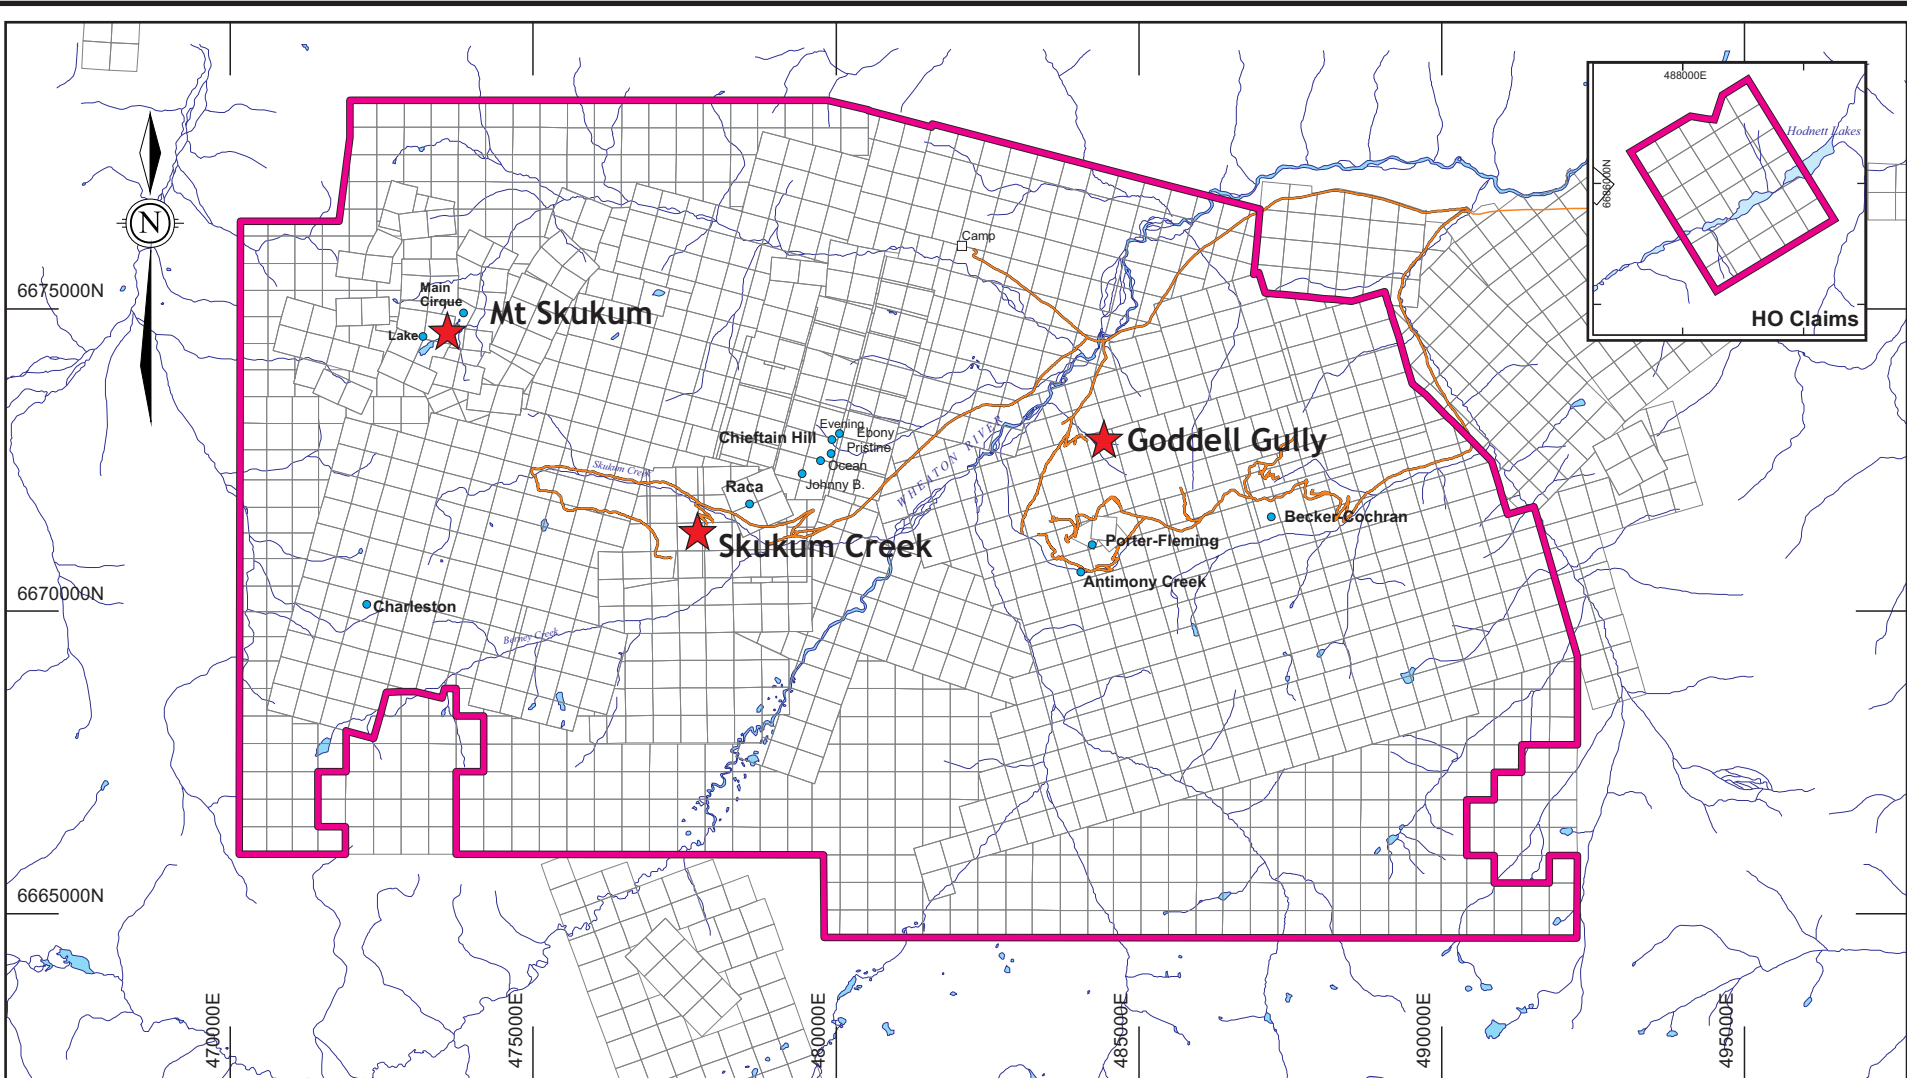 488000E
Hodnett Lakes
6686000N
HO Claims
N
Camp
6675000N
Main
Cirque
Mt Skukum
Lake
Evening
Chieftain Hill
Ebony
Pristine
Ocean
Johnny B.
WHEATON RIVER
Goddell Gully
Skukum Creek
Raca
Becker-Cochran
Skukum Creek
Porter-Fleming
Antimony Creek
6670000N
Charleston
Berney Creek
6665000N
470000E
475000E
480000E
485000E
490000E
495000E